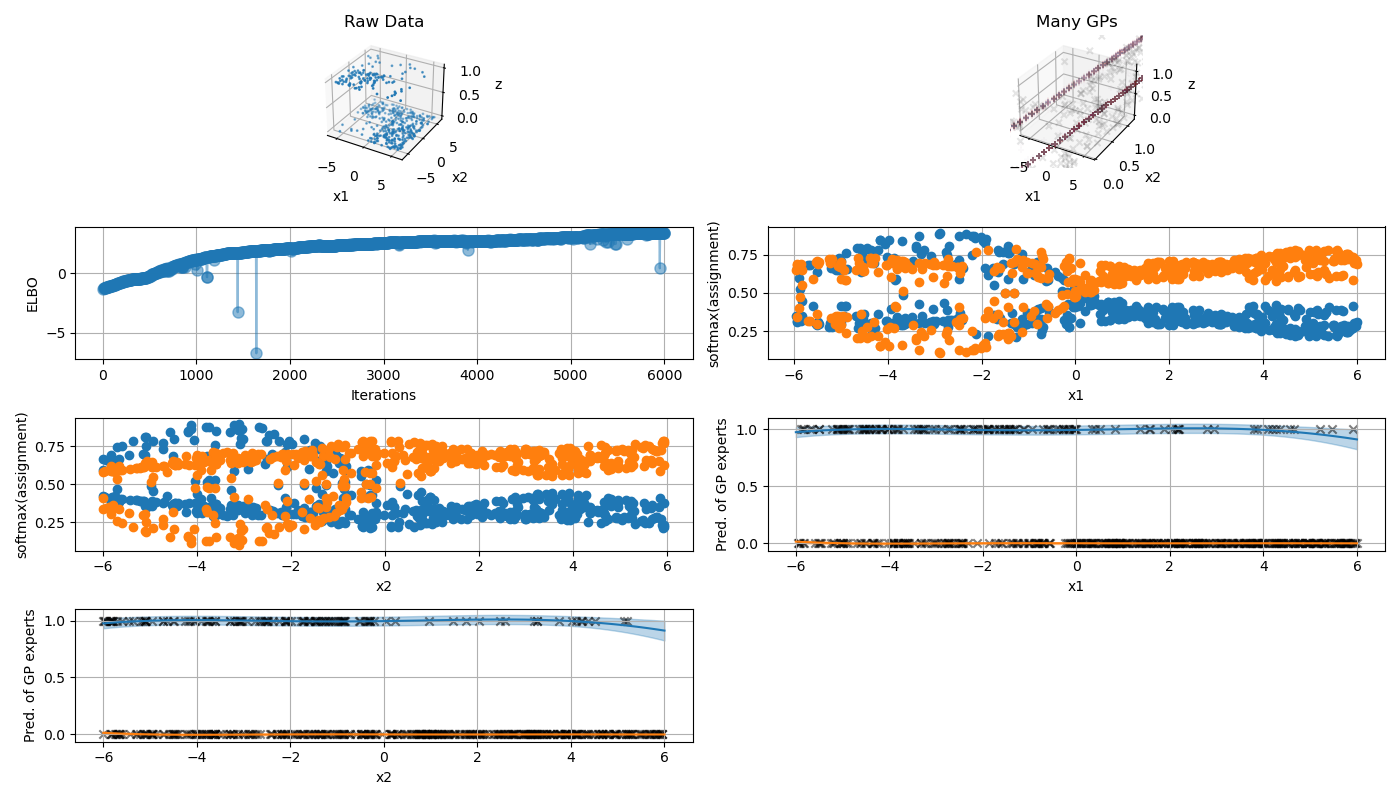 Raw Data
1.0
z
0.5
0.0
−5
0
5
x1
−5
0
5
x2
Many GPs
1.0
z
0.5
0.0
−5
0
5
x1
0.0
0.5
1.0
x2
0
−5
ELBO
0 1000 2000 3000 4000 5000 6000
Iterations
0.75
0.50
0.25
softmax(assignment)
−6 −4 −2 0 2 4 6
x1
0.75
0.50
0.25
softmax(assignment)
−6 −4 −2 0 2 4 6
x2
1.0
0.5
0.0
Pred. of GP experts
−6 −4 −2 0 2 4 6
x1
1.0
0.5
0.0
Pred. of GP experts
−6 −4 −2 0 2 4 6
x2